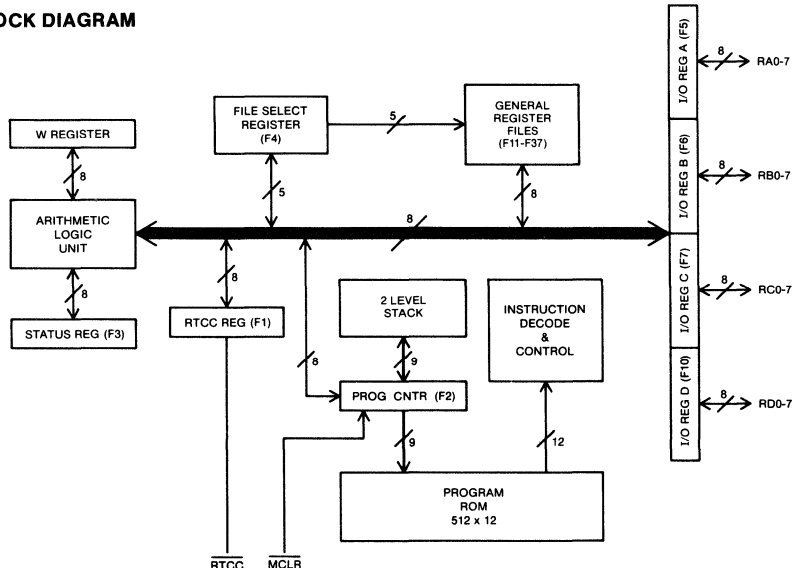 OCK DIAGRAM
W REGISTER
8
ARITHMETIC
LOGIC
UNIT
8
STATUS REG (F3)
FILE SELECT
REGISTER
(F4)
5
5
GENERAL
REGISTER
FILES
(F11-F37)
8
8
8
RTCC REG (F1)
8
2 LEVEL
STACK
9
PROG CNTR (F2)
9
INSTRUCTION
DECODE
&
CONTROL
12
PROGRAM
ROM
512 x 12
RTCC
MCLR
I/O REG A (F5)
8
RA0-7
I/O REG B (F6)
8
RB0-7
I/O REG C (F7)
8
RC0-7
I/O REG D (F10)
8
RD0-7